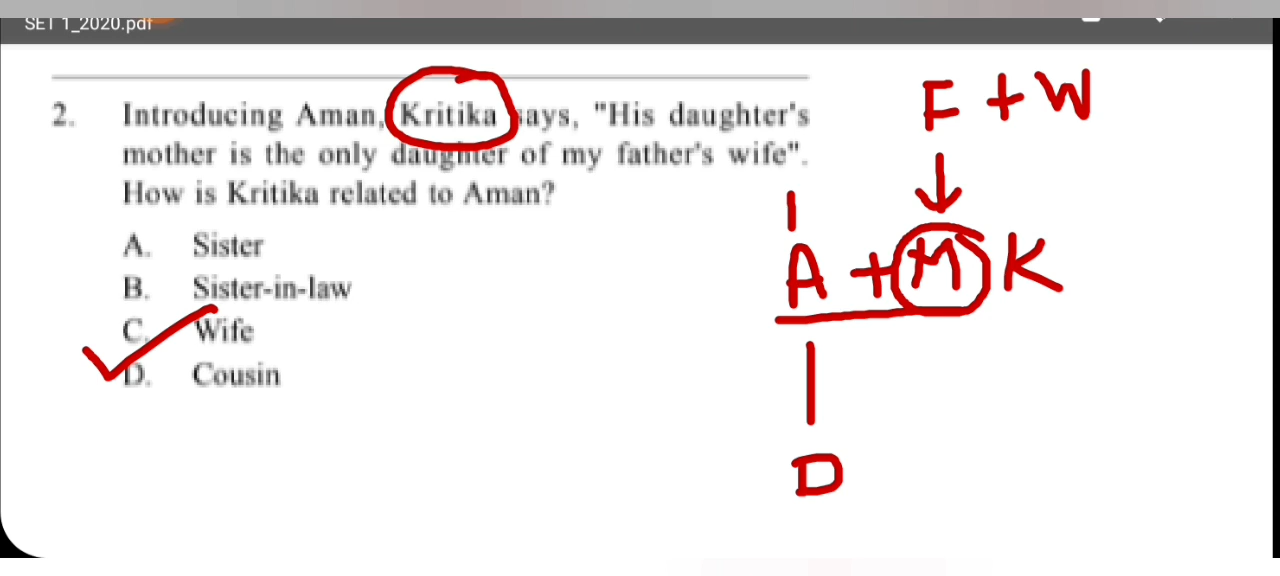 SET 1_2020.pdf
2. Introducing Aman, Kritika says, "His daughter's
mother is the only daughter of my father's wife".
How is Kritika related to Aman?
A. Sister
B. Sister-in-law
C. Wife
D. Cousin
F + W
A + M K
D